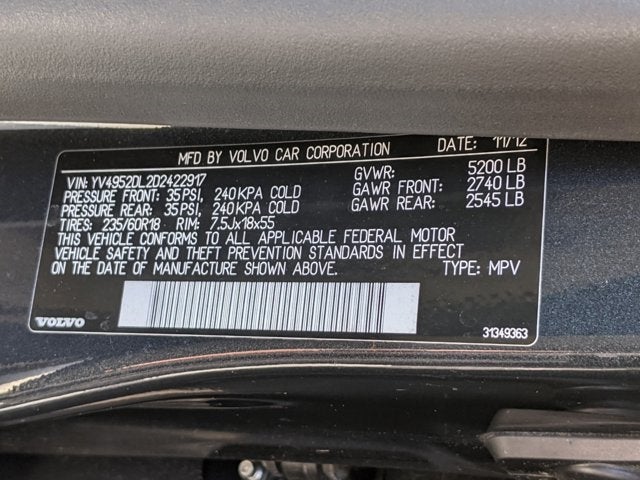 MFD BY VOLVO CAR CORPORATION DATE: 11/12
VIN: YV4952DL2D2422917 GVWR: 5200 LB
PRESSURE FRONT: 35PSI, 240KPA COLD GAWR FRONT: 2740 LB
PRESSURE REAR: 35PSI, 240KPA COLD GAWR REAR: 2545 LB
TIRES: 235/60R18 RIM: 7.5Jx18x55
THIS VEHICLE CONFORMS TO ALL APPLICABLE FEDERAL MOTOR
VEHICLE SAFETY AND THEFT PREVENTION STANDARDS IN EFFECT
ON THE DATE OF MANUFACTURE SHOWN ABOVE. TYPE: MPV
VOLVO 31349363